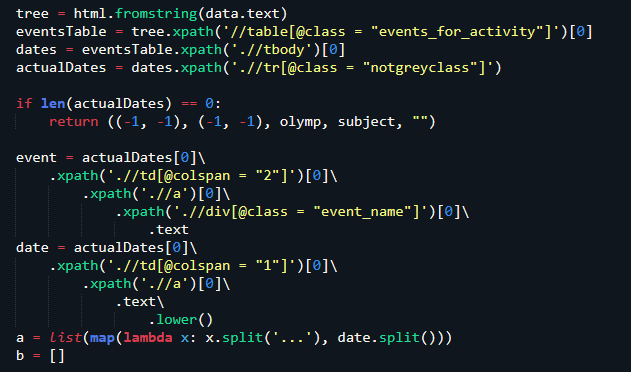 tree = html.fromstring(data.text)
eventsTable = tree.xpath('//table[@class = "events_for_activity"]')[0]
dates = eventsTable.xpath('.//tbody')[0]
actualDates = dates.xpath('.//tr[@class = "notgreyclass"]')

if len(actualDates) == 0:
    return ((-1, -1), (-1, -1), olymp, subject, "")

event = actualDates[0]\
    .xpath('.//td[@colspan = "2"]')[0]\
        .xpath('.//a')[0]\
            .xpath('.//div[@class = "event_name"]')[0]\
                .text
date = actualDates[0]\
    .xpath('.//td[@colspan = "1"]')[0]\
        .xpath('.//a')[0]\
            .text\
                .lower()
a = list(map(lambda x: x.split('...'), date.split()))
b = []